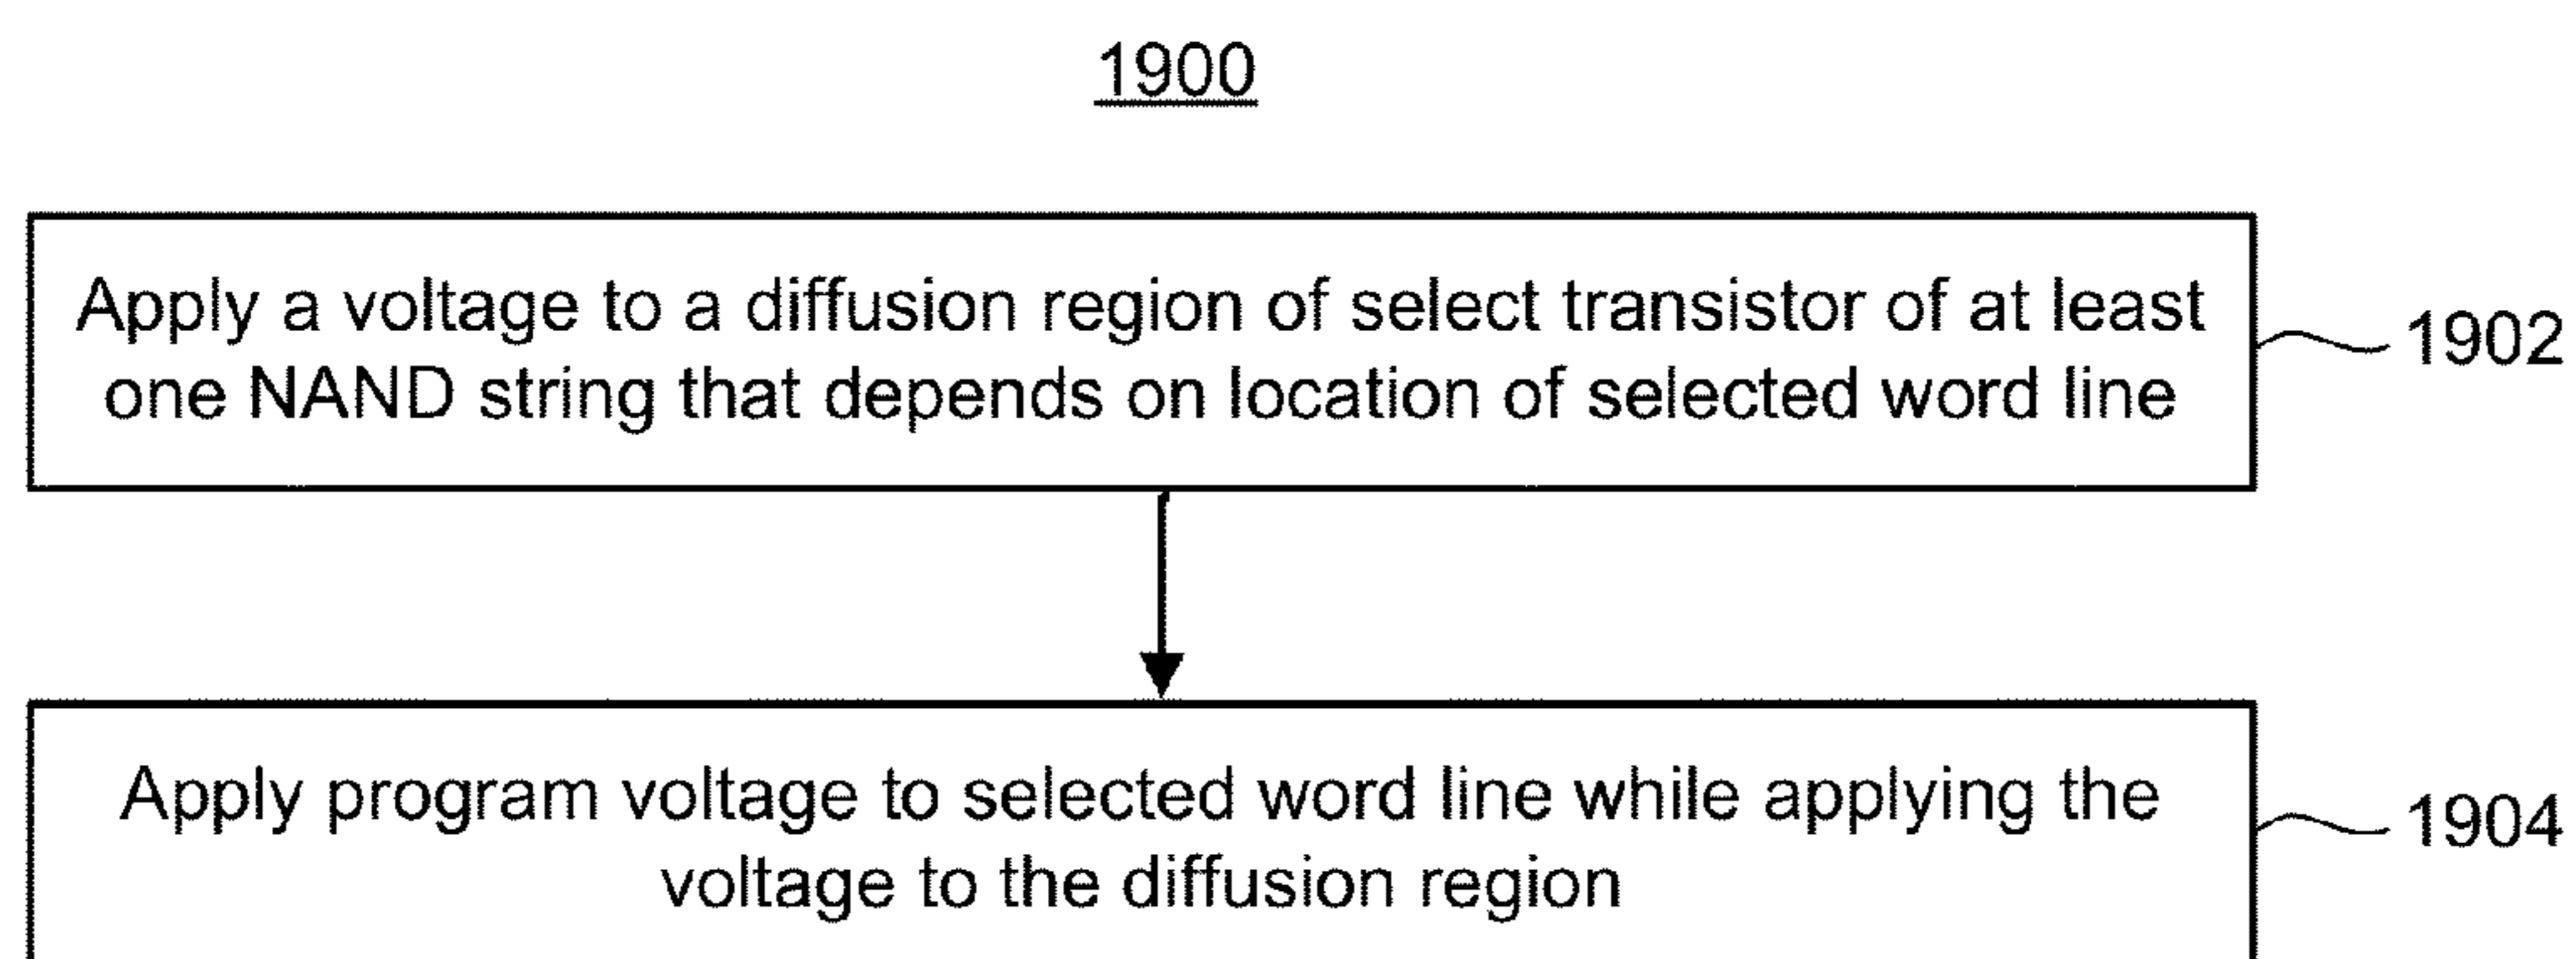 1900
Apply a voltage to a diffusion region of select transistor of at least
one NAND string that depends on location of selected word line
1902
Apply program voltage to selected word line while applying the
voltage to the diffusion region
1904